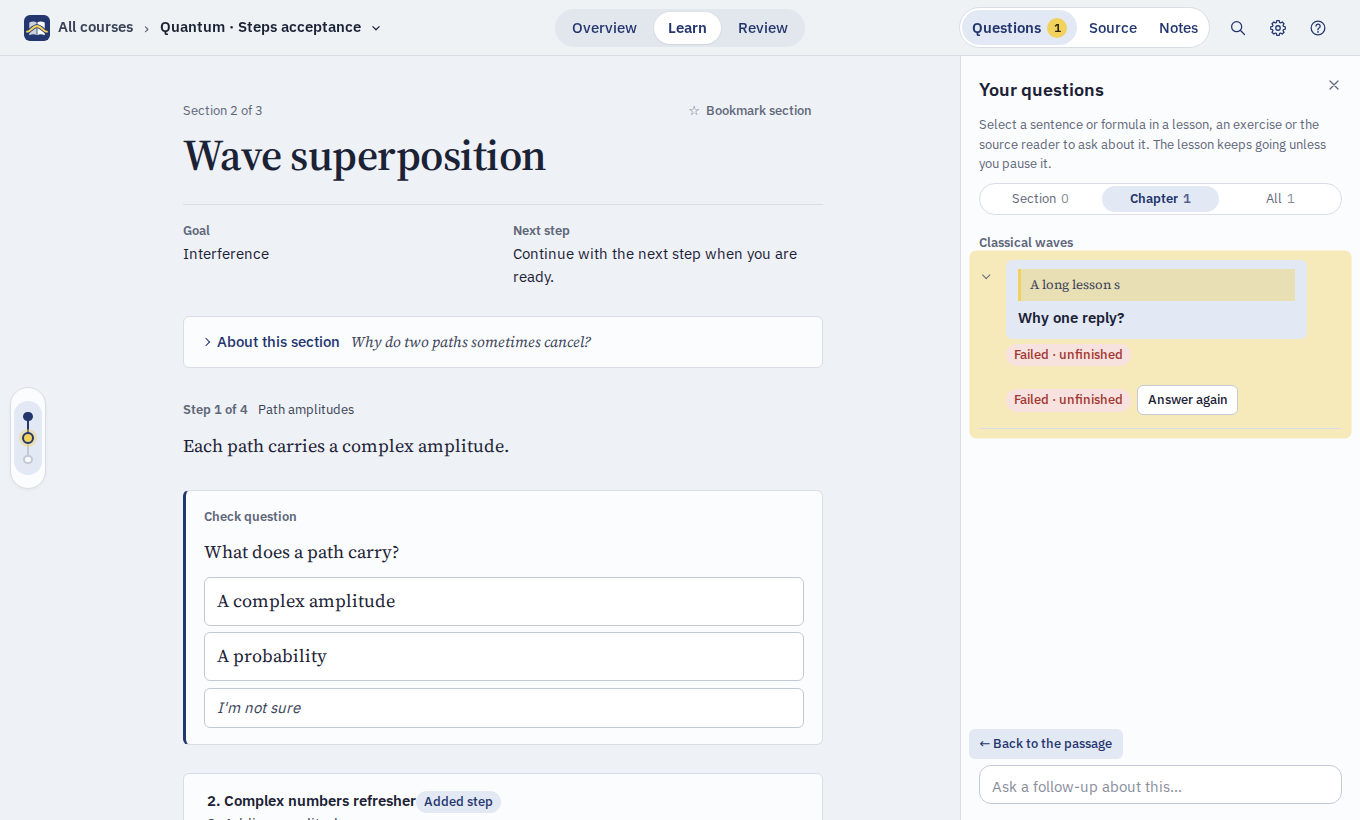 All courses › Quantum · Steps acceptance
Overview Learn Review
Questions 1 Source Notes
Section 2 of 3
☆ Bookmark section
Wave superposition
Goal
Interference
Next step
Continue with the next step when you are
ready.
About this section Why do two paths sometimes cancel?
Step 1 of 4 Path amplitudes
Each path carries a complex amplitude.
Check question
What does a path carry?
A complex amplitude
A probability
I'm not sure
2. Complex numbers refresher Added step
Your questions
Select a sentence or formula in a lesson, an exercise or the
source reader to ask about it. The lesson keeps going unless
you pause it.
Section 0 Chapter 1 All 1
Classical waves
A long lesson s
Why one reply?
Failed · unfinished
Failed · unfinished Answer again
← Back to the passage
Ask a follow-up about this...